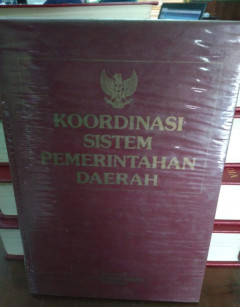 KOORDINASI
SISTEM
PEMERINTAHAN
DAERAH